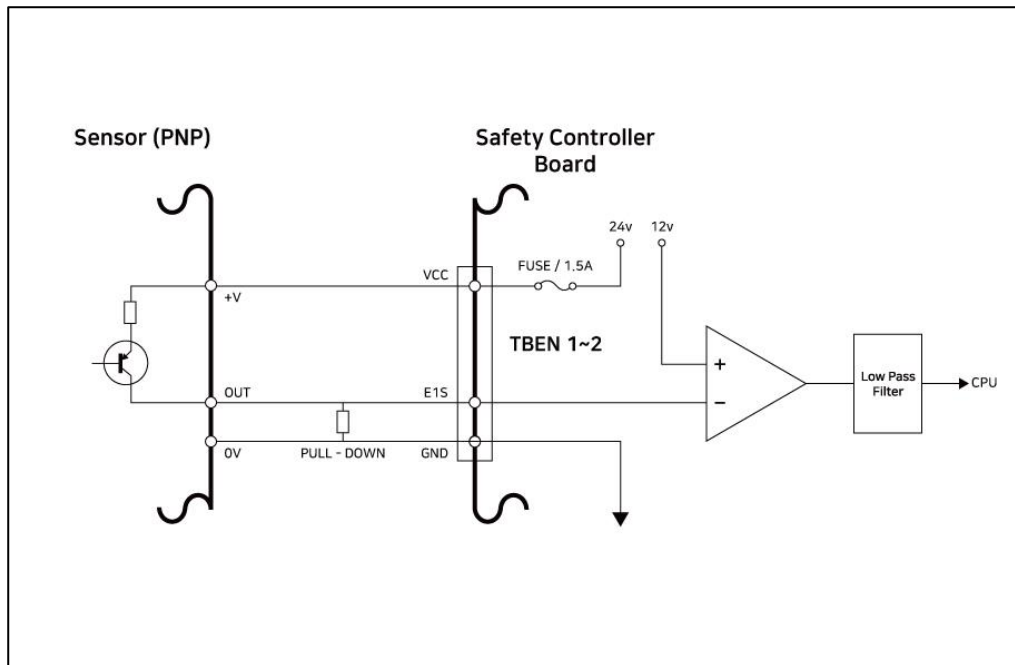 Sensor (PNP)
Safety Controller
Board
24v
12v
VCC
FUSE / 1.5A
+V
TBEN 1~2
+
Low Pass
Filter
CPU
OUT
E1S
−
0V
PULL - DOWN
GND